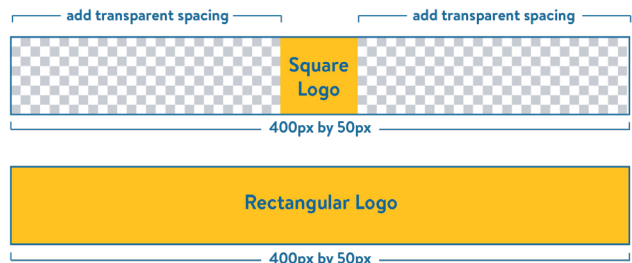 add transparent spacing add transparent spacing
Square
Logo
400px by 50px
Rectangular Logo
400px by 50px